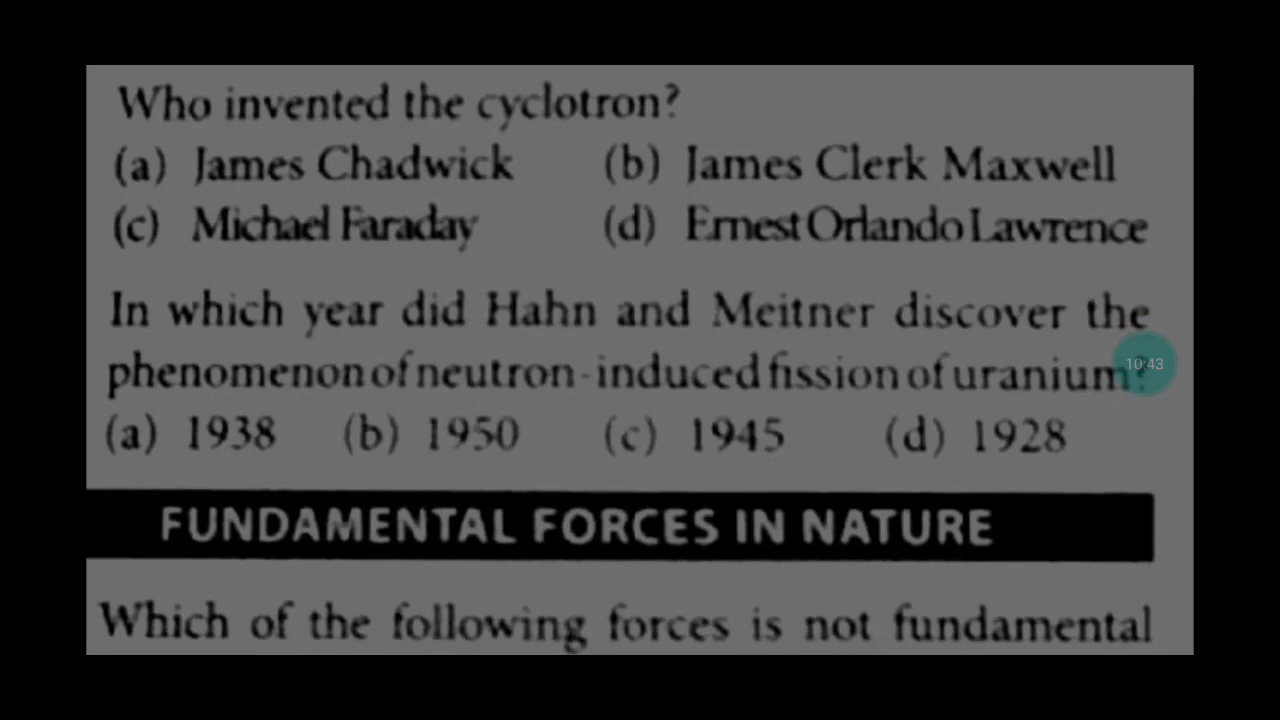 Who invented the cyclotron?
(a) James Chadwick (b) James Clerk Maxwell
(c) Michael Faraday (d) Ernest Orlando Lawrence
In which year did Hahn and Meitner discover the
phenomenon of neutron-induced fission of uranium?
10:43
(a) 1938 (b) 1950 (c) 1945 (d) 1928
FUNDAMENTAL FORCES IN NATURE
Which of the following forces is not fundamental